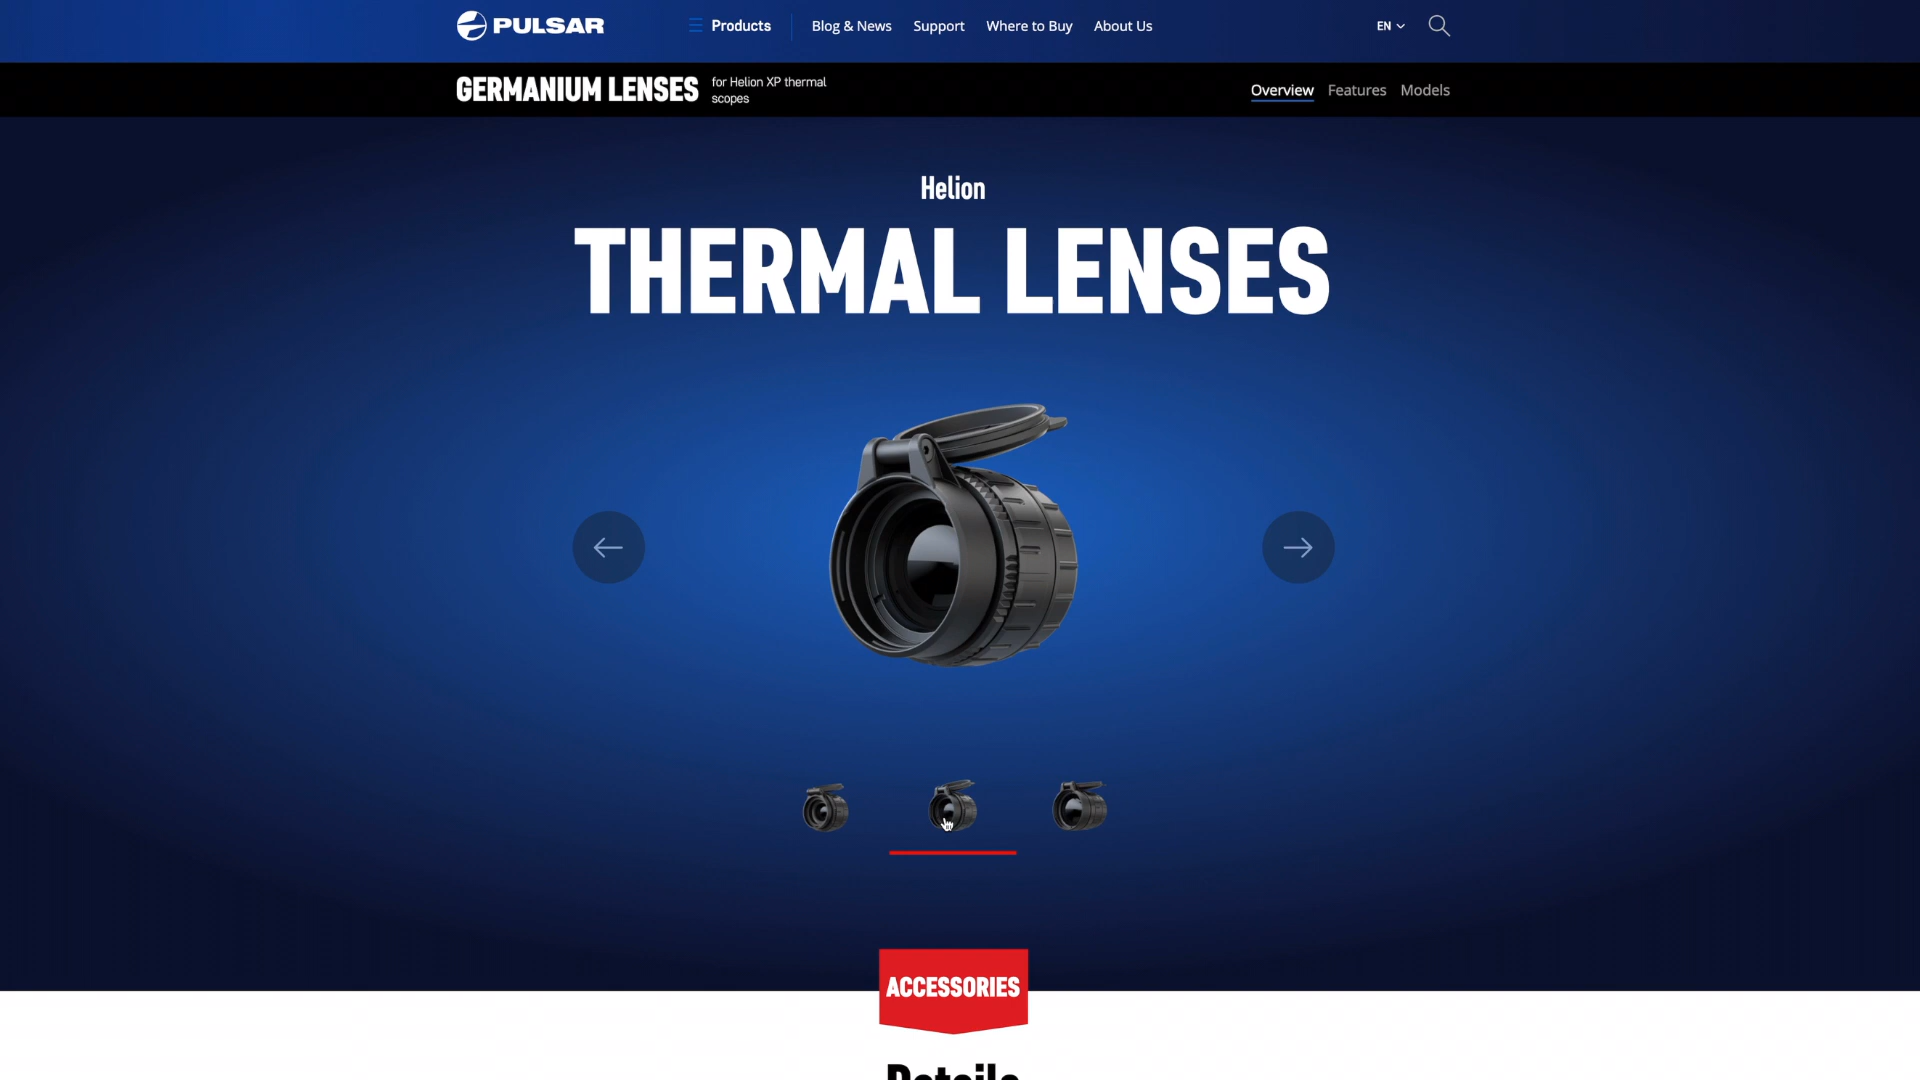 PULSAR
Products
Blog & News
Support
Where to Buy
About Us
EN
GERMANIUM LENSES
for Helion XP thermal
scopes
Overview
Features
Models
Helion
THERMAL LENSES
ACCESSORIES
Details